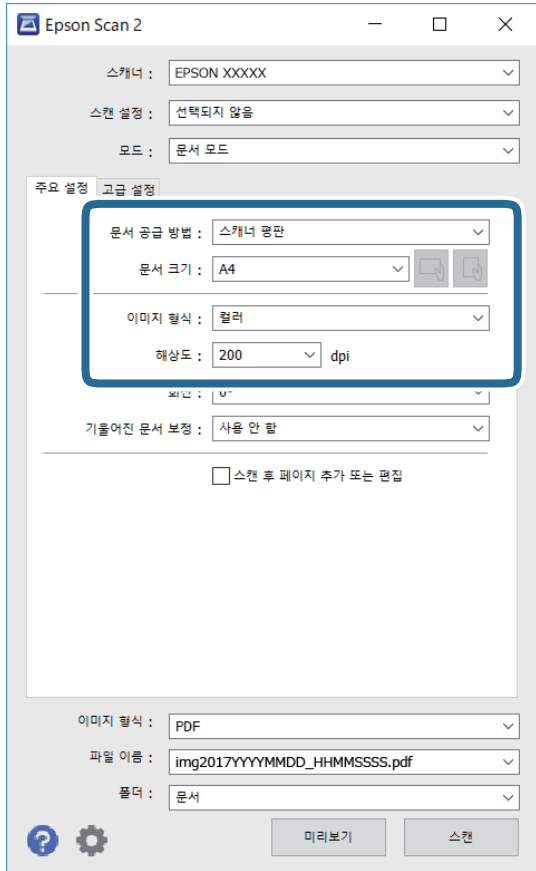 Epson Scan 2
스캐너 : EPSON XXXXX
스캔 설정 : 선택되지 않음
모드 : 문서 모드
주요 설정 고급 설정
문서 공급 방법 : 스캐너 평판
문서 크기 : A4
이미지 형식 : 컬러
해상도 : 200 dpi
회전 : 0°
기울어진 문서 보정 : 사용 안 함
스캔 후 페이지 추가 또는 편집
이미지 형식 : PDF
파일 이름 : img2017YYYYMMDD_HHMMSSSS.pdf
폴더 : 문서
? 미리보기 스캔